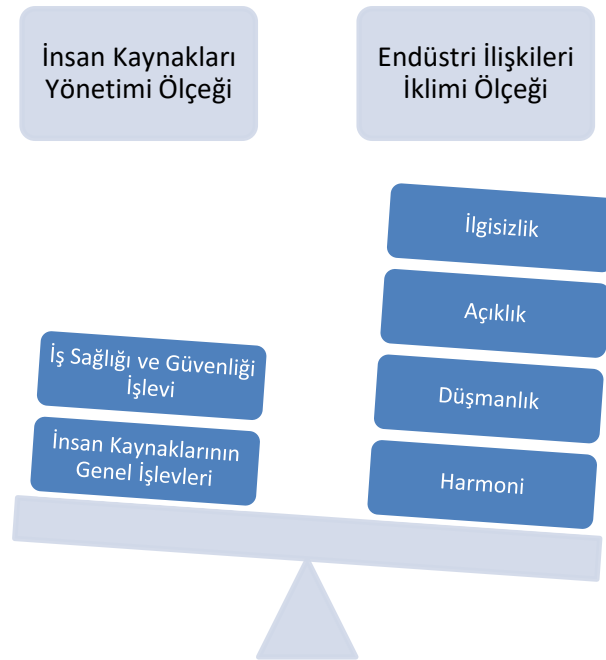 İnsan Kaynakları
Yönetimi Ölçeği
Endüstri İlişkileri
İklimi Ölçeği
İlgisizlik
Açıklık
Düşmanlık
Harmoni
İş Sağlığı ve Güvenliği
İşlevi
İnsan Kaynaklarının
Genel İşlevleri